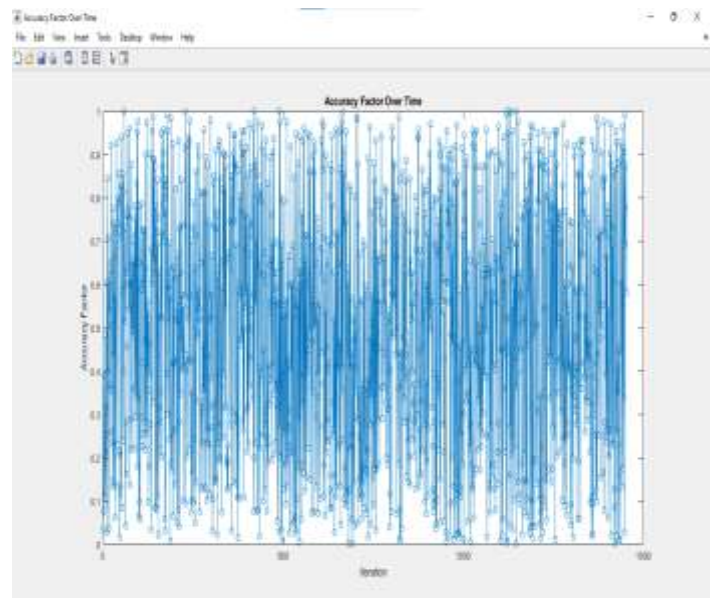 Accuracy Factor Over Time
File Edit View Insert Tools Desktop Window Help
Accuracy Factor Over Time
1
0.9
0.8
0.7
0.6
0.5
0.4
0.3
0.2
0.1
0
Accuracy Factor
0 500 1000 1500
Iteration